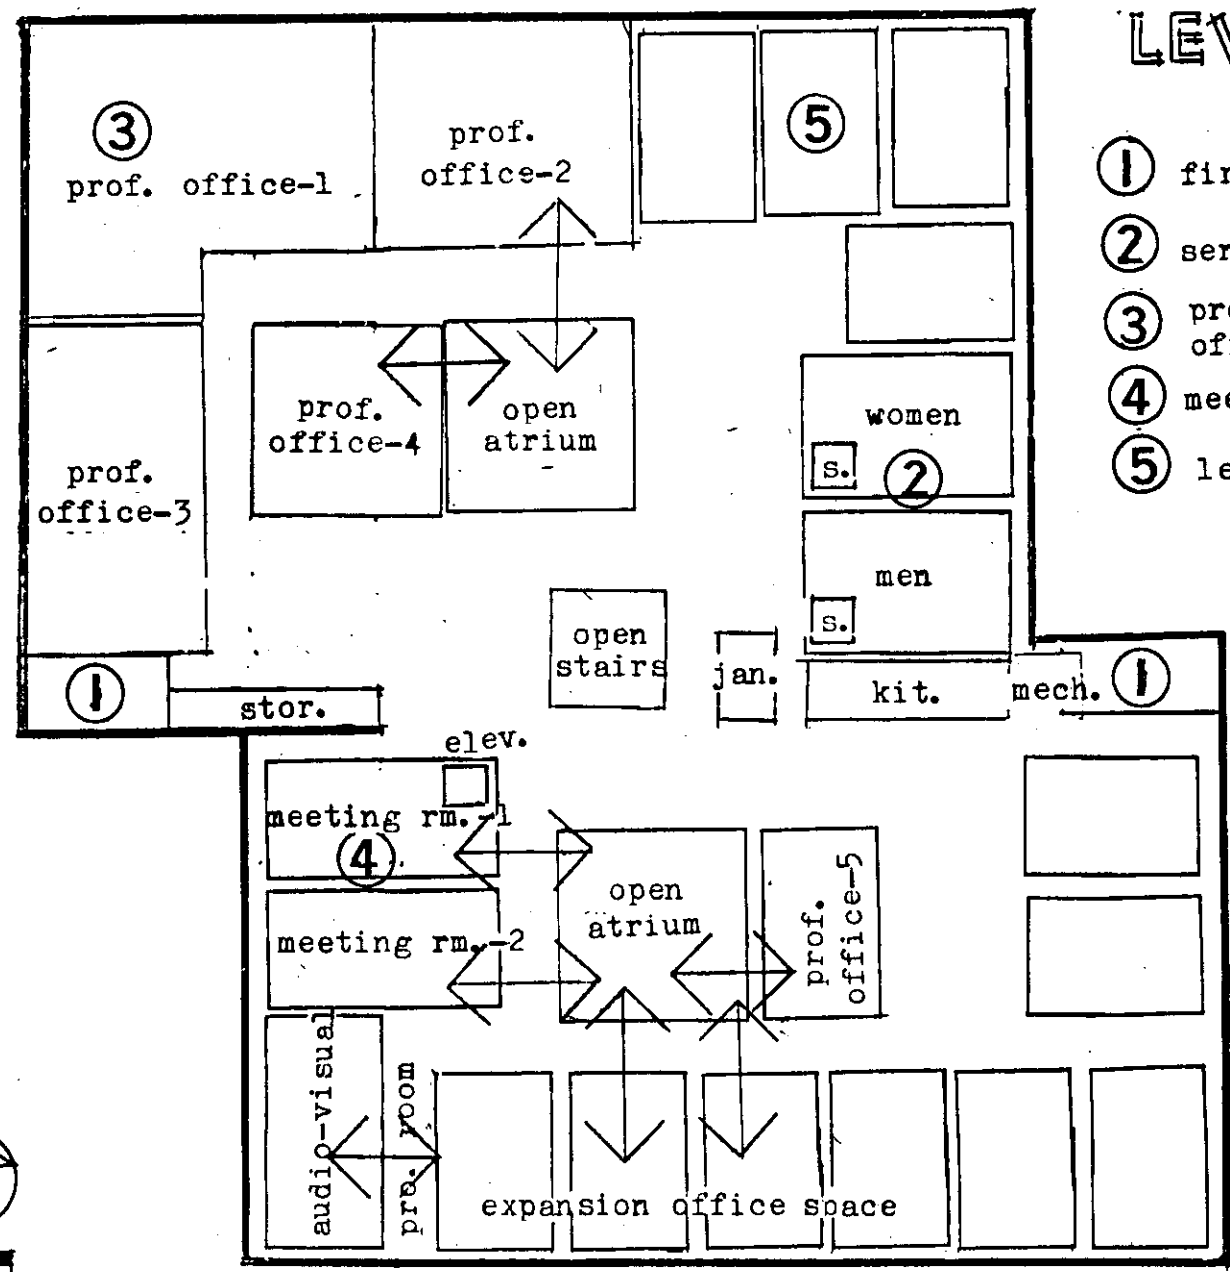 LEV
③
prof. office-1
prof.
office-2
⑤
① fir
② ser
③ pro
off
④ mee
⑤ le
prof.
office-3
prof.
office-4
open
atrium
women
s.
②
men
s.
open
stairs
jan.
kit.
mech.
①
①
stor.
elev.
meeting rm.-1
④
meeting rm.-2
open
atrium
prof.
office-5
audio-visual
pro. room
expansion office space